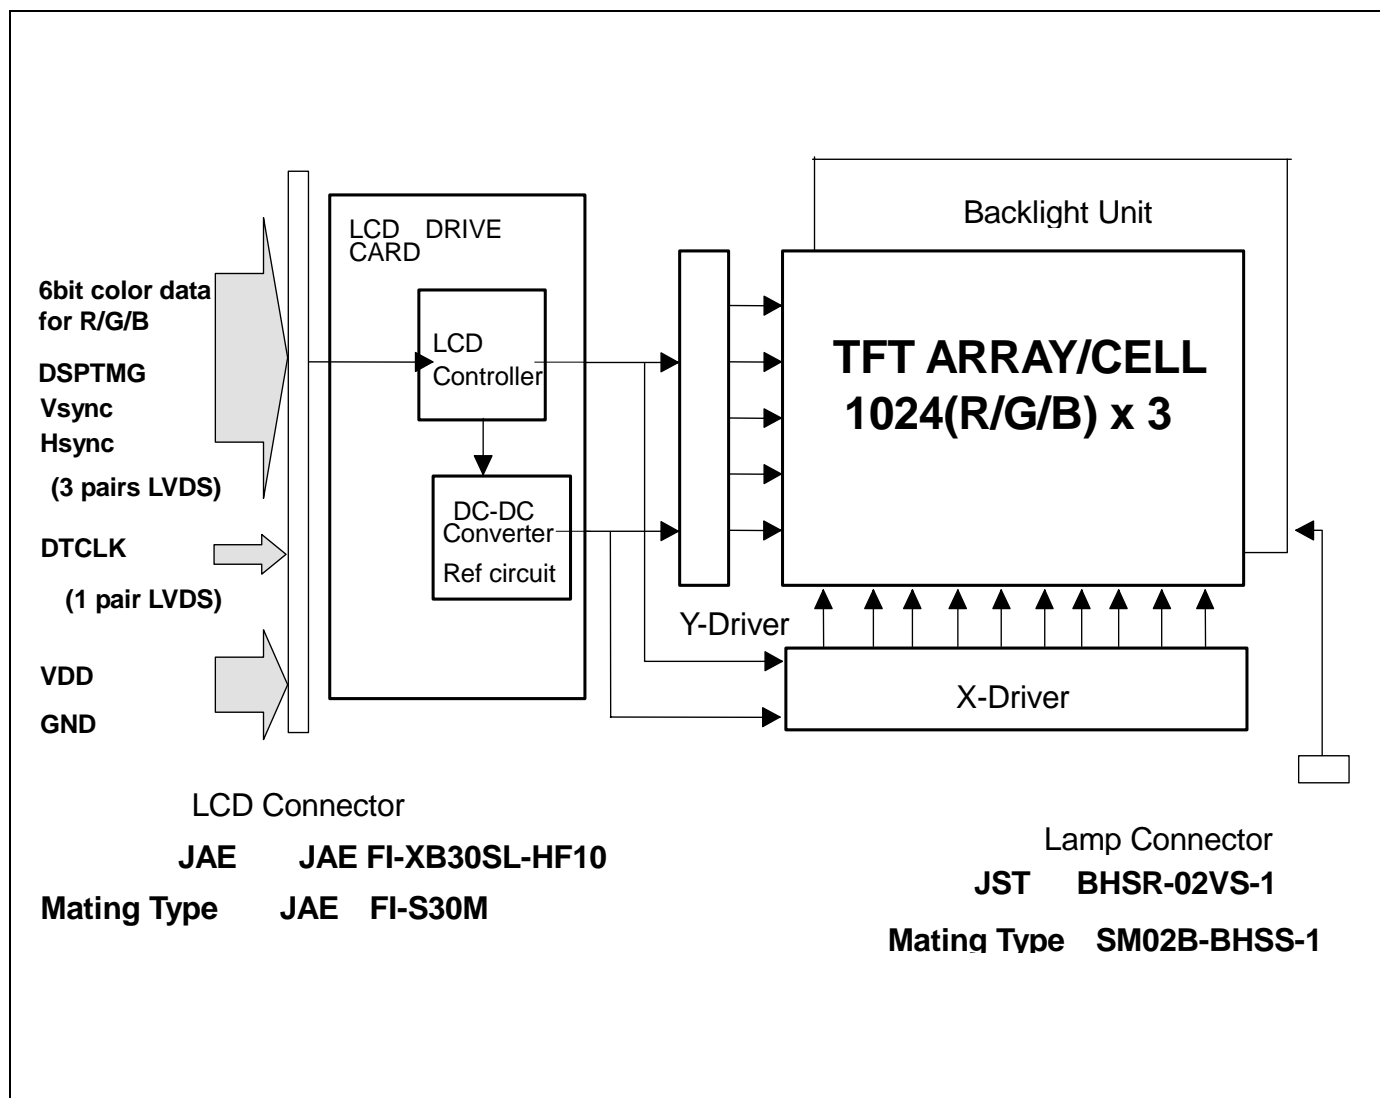 Backlight Unit
LCD DRIVE
CARD
6bit color data
for R/G/B
LCD
Controller
TFT ARRAY/CELL
1024(R/G/B) x 3
DSPTMG
Vsync
Hsync
(3 pairs LVDS)
DC-DC
Converter
Ref circuit
DTCLK
(1 pair LVDS)
Y-Driver
VDD
GND
X-Driver
LCD Connector
JAE JAE FI-XB30SL-HF10
Mating Type JAE FI-S30M
Lamp Connector
JST BHSR-02VS-1
Mating Type SM02B-BHSS-1